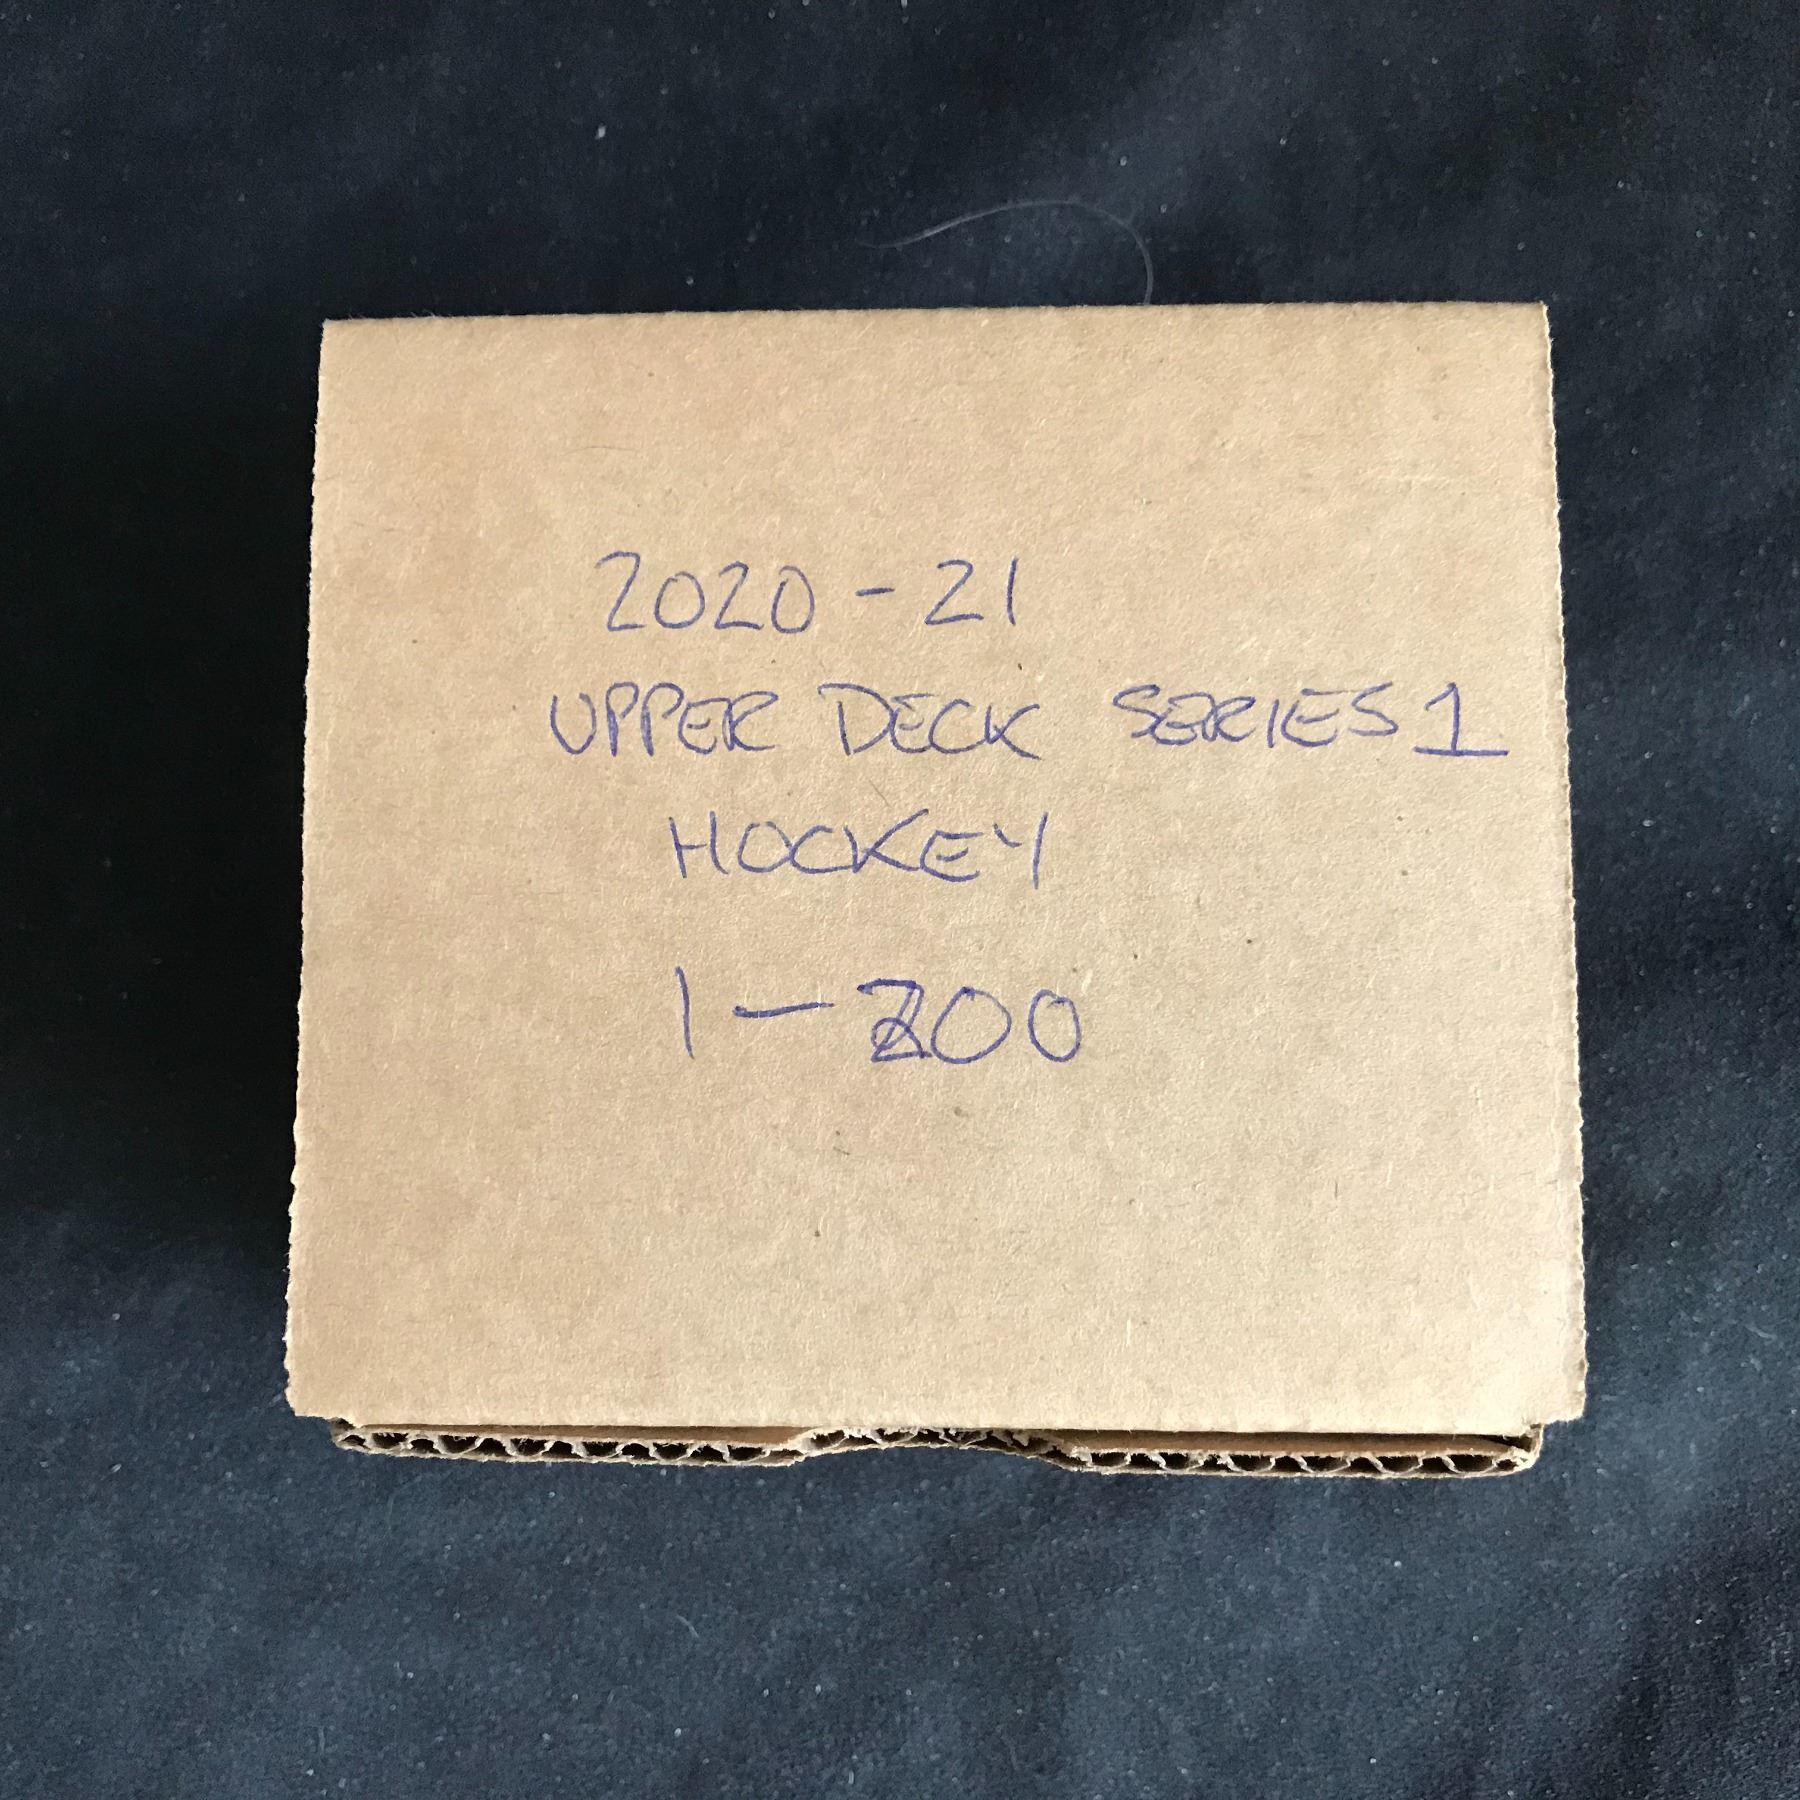 2020-21
UPPER DECK SERIES 1
HOCKEY
1-200